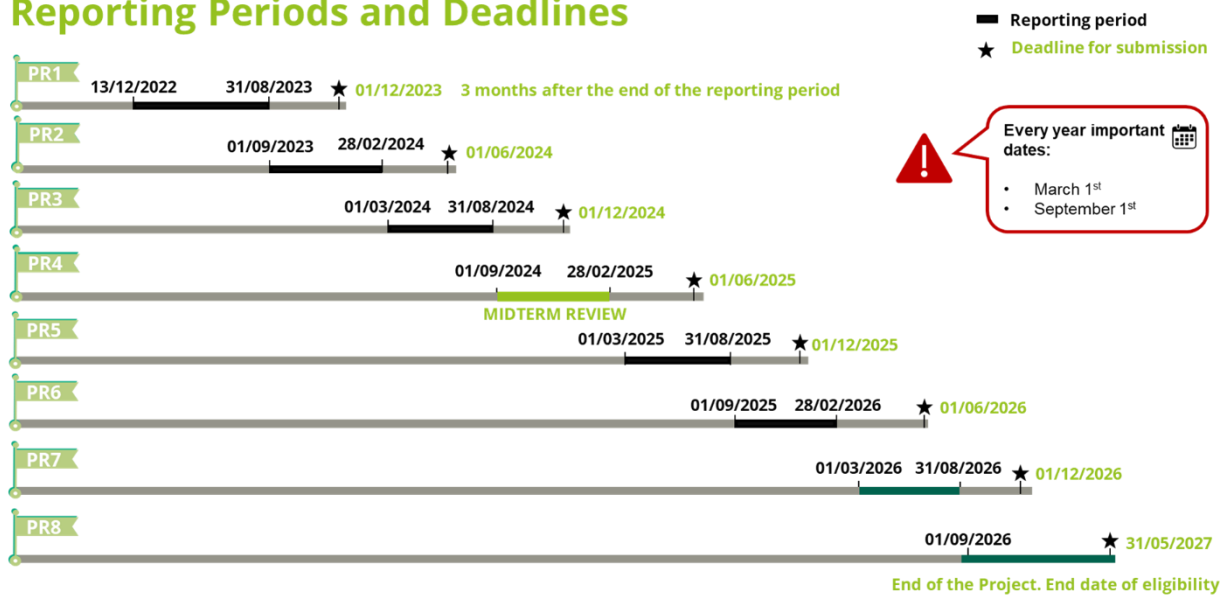 Reporting Periods and Deadlines
Reporting period
Deadline for submission
PR1
13/12/2022 31/08/2023 01/12/2023 3 months after the end of the reporting period
PR2
01/09/2023 28/02/2024 01/06/2024
Every year important
dates:
• March 1st
• September 1st
PR3
01/03/2024 31/08/2024 01/12/2024
PR4
01/09/2024 28/02/2025 01/06/2025
MIDTERM REVIEW
PR5
01/03/2025 31/08/2025 01/12/2025
PR6
01/09/2025 28/02/2026 01/06/2026
PR7
01/03/2026 31/08/2026 01/12/2026
PR8
01/09/2026 31/05/2027
End of the Project. End date of eligibility